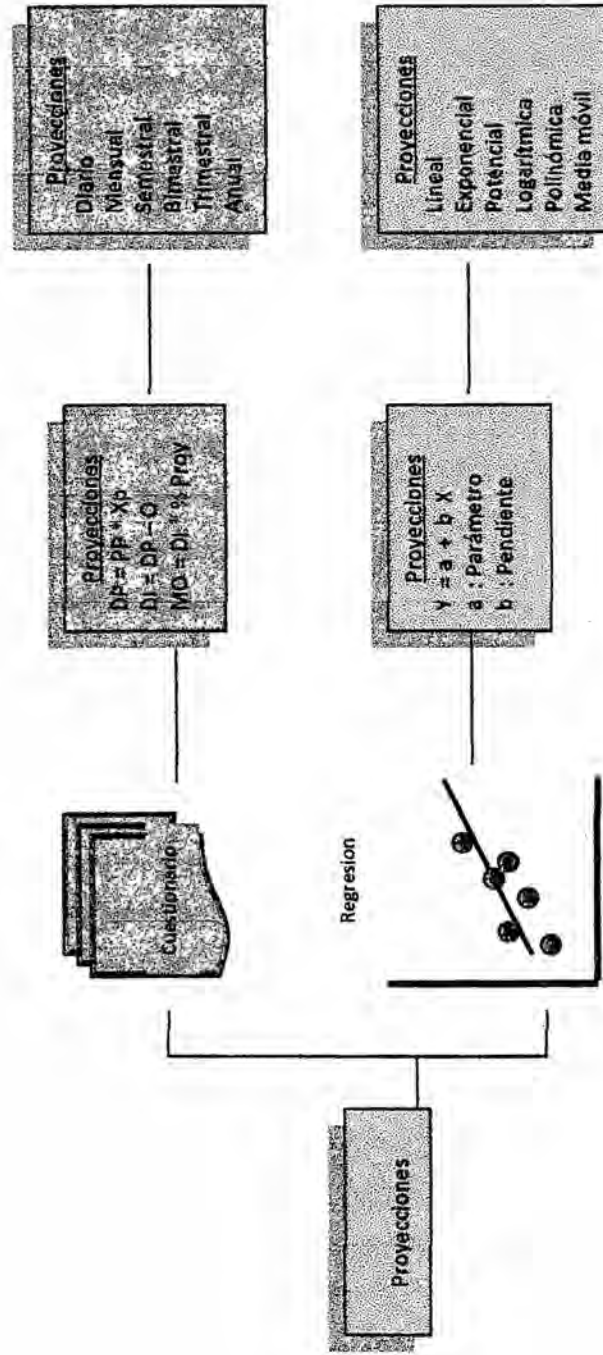 Proyecciones
Cuestionario
Proyecciones
DP = PP * Xp
DI = DP – O
MO = DI * % Proy
Proyecciones
Diario
Mensual
Semestral
Bimestral
Trimestral
Anual
Regresion
Proyecciones
Y = a + b X
a : Parámetro
b : Pendiente
Proyecciones
Lineal
Exponencial
Potencial
Logarítmica
Polinómica
Media móvil